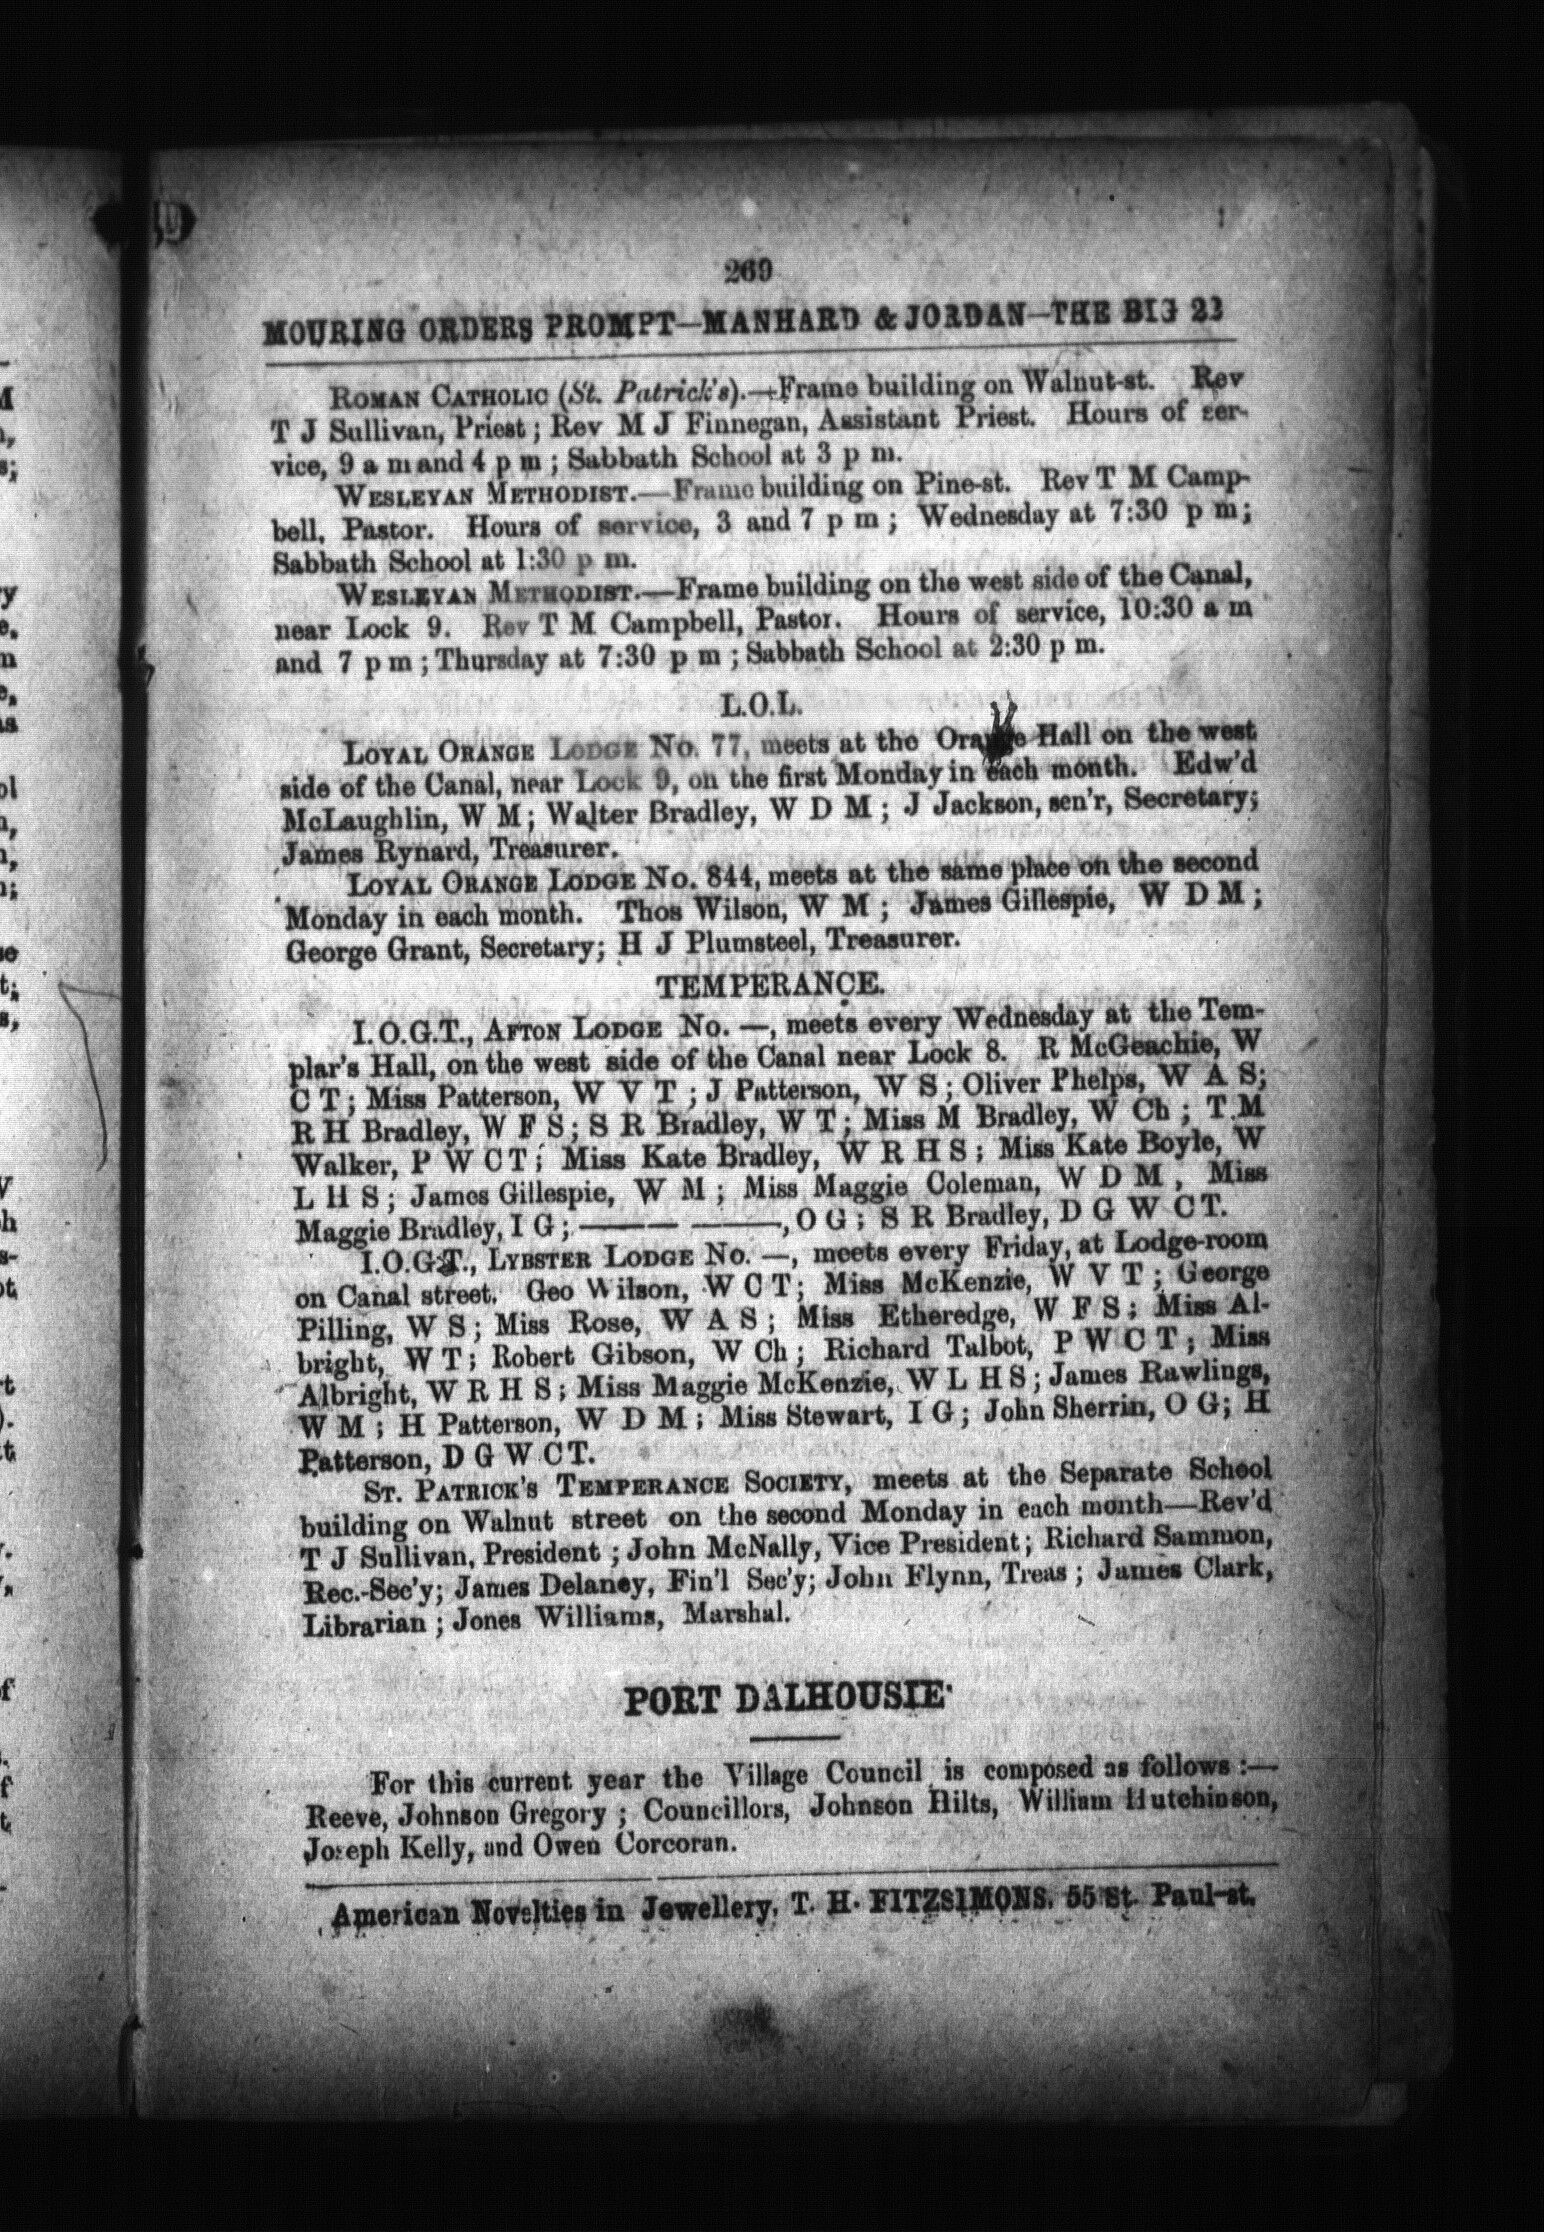 269
MOURING ORDERS PROMPT—MANHARD & JORDAN—THE BIG 23
ROMAN CATHOLIC (St. Patrick's).—Frame building on Walnut-st. Rev
T J Sullivan, Priest; Rev M J Finnegan, Assistant Priest. Hours of ser-
vice, 9 a m and 4 p m; Sabbath School at 3 p m.
WESLEYAN METHODIST.—Frame building on Pine-st. Rev T M Camp-
bell, Pastor. Hours of service, 3 and 7 p m; Wednesday at 7:30 p m;
Sabbath School at 1:30 p m.
WESLEYAN METHODIST.—Frame building on the west side of the Canal,
near Lock 9. Rev T M Campbell, Pastor. Hours of service, 10:30 a m
and 7 p m; Thursday at 7:30 p m; Sabbath School at 2:30 p m.
L.O.L.
LOYAL ORANGE LODGE NO. 77, meets at the Orange Hall on the west
side of the Canal, near Lock 9, on the first Monday in each month. Edw'd
McLaughlin, W M; Walter Bradley, W D M; J Jackson, sen'r, Secretary;
James Rynard, Treasurer.
LOYAL ORANGE LODGE NO. 844, meets at the same place on the second
Monday in each month. Thos Wilson, W M; James Gillespie, W D M;
George Grant, Secretary; H J Plumsteel, Treasurer.
TEMPERANCE.
I.O.G.T., AFTON LODGE NO. —, meets every Wednesday at the Tem-
plar's Hall, on the west side of the Canal near Lock 8. R McGeachie, W
C T; Miss Patterson, W V T; J Patterson, W S; Oliver Phelps, W A S;
R H Bradley, W F S; S R Bradley, W T; Miss M Bradley, W Ch; T M
Walker, P W C T; Miss Kate Bradley, W R H S; Miss Kate Boyle, W
L H S; James Gillespie, W M; Miss Maggie Coleman, W D M, Miss
Maggie Bradley, I G; ——— ———, O G; S R Bradley, D G W C T.
I.O.G.T., LYBSTER LODGE NO. —, meets every Friday, at Lodge-room
on Canal street. Geo Wilson, W C T; Miss McKenzie, W V T; George
Pilling, W S; Miss Rose, W A S; Miss Etheredge, W F S; Miss Al-
bright, W T; Robert Gibson, W Ch; Richard Talbot, P W C T; Miss
Albright, W R H S; Miss Maggie McKenzie, W L H S; James Rawlings,
W M; H Patterson, W D M; Miss Stewart, I G; John Sherrin, O G; H
Patterson, D G W C T.
ST. PATRICK'S TEMPERANCE SOCIETY, meets at the Separate School
building on Walnut street on the second Monday in each month—Rev'd
T J Sullivan, President; John McNally, Vice President; Richard Sammon,
Rec.-Sec'y; James Delaney, Fin'l Sec'y; John Flynn, Treas; James Clark,
Librarian; Jones Williams, Marshal.
PORT DALHOUSIE
For this current year the Village Council is composed as follows:—
Reeve, Johnson Gregory; Councillors, Johnson Hilts, William Hutchinson,
Joseph Kelly, and Owen Corcoran.
American Novelties in Jewellery, T. H. FITZSIMONS. 55 St. Paul-st.